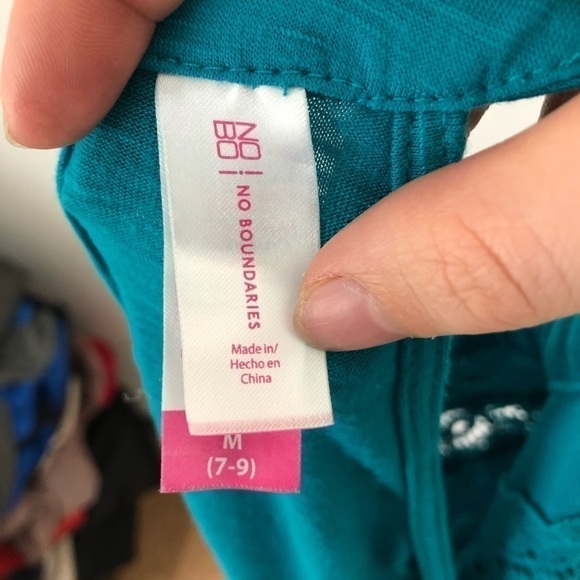 NO
BO
NO BOUNDARIES
Made in/
Hecho en
China
M
(7-9)